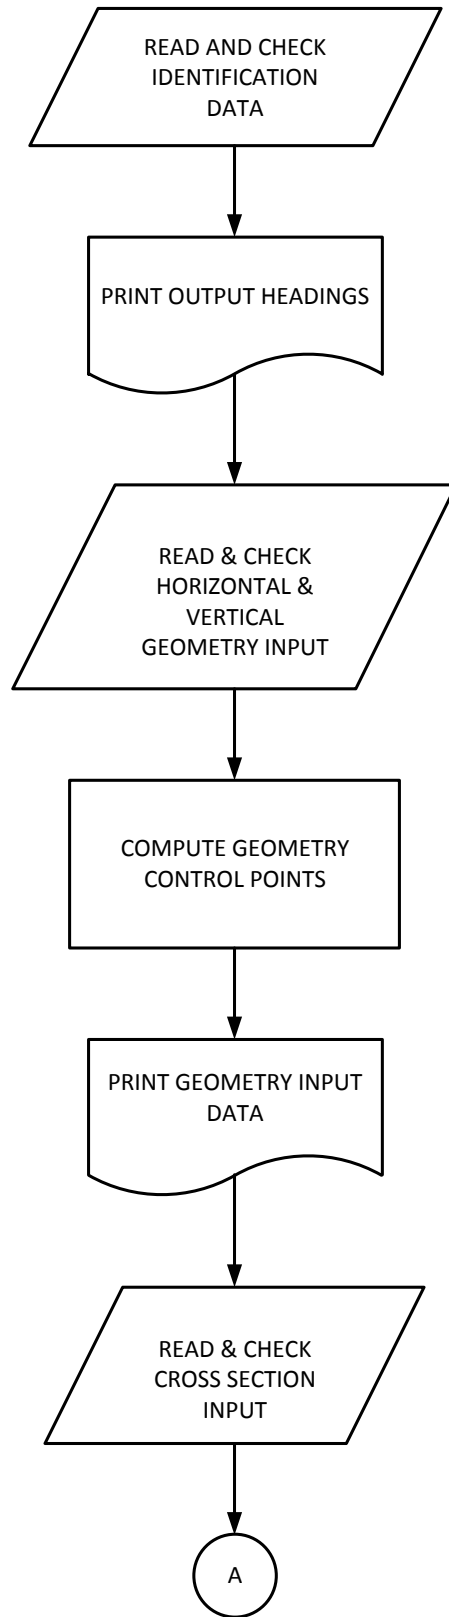 READ AND CHECK
IDENTIFICATION
DATA
PRINT OUTPUT HEADINGS
READ & CHECK
HORIZONTAL &
VERTICAL
GEOMETRY INPUT
COMPUTE GEOMETRY
CONTROL POINTS
PRINT GEOMETRY INPUT
DATA
READ & CHECK
CROSS SECTION
INPUT
A